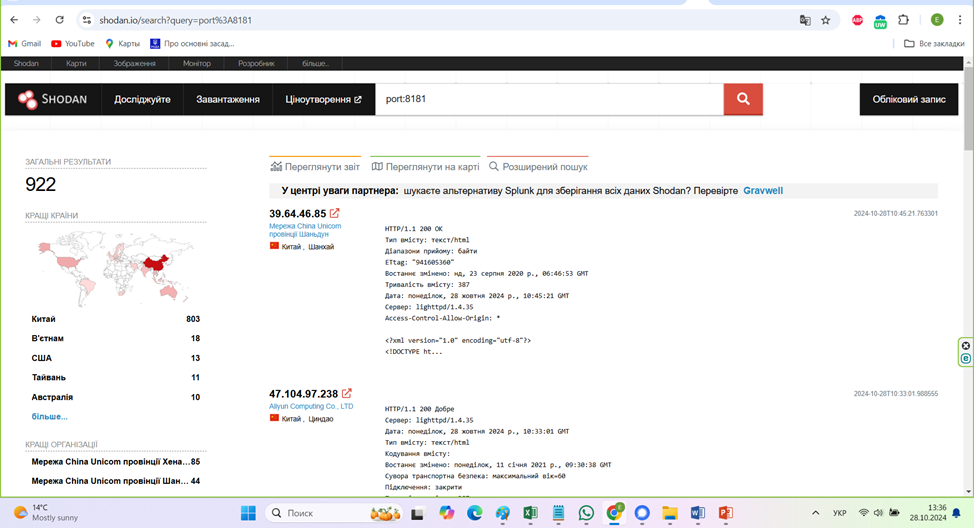 shodan.io/search?query=port%3A8181
ABP
UW
E
Gmail
YouTube
Карты
Про основні засад...
Все закладки
Shodan
Карти
Зображення
Монітор
Розробник
більше...
SHODAN
Досліджуйте
Завантаження
Ціноутворення
port:8181
Обліковий запис
ЗАГАЛЬНІ РЕЗУЛЬТАТИ
922
КРАЩІ КРАЇНИ
Китай 803
В'єтнам 18
США 13
Тайвань 11
Австралія 10
більше...
КРАЩІ ОРГАНІЗАЦІЇ
Мережа China Unicom провінції Хена...85
Мережа China Unicom провінції Шан... 44
Переглянути звіт
Переглянути на карті
Розширений пошук
У центрі уваги партнера: шукаєте альтернативу Splunk для зберігання всіх даних Shodan? Перевірте Gravwell
39.64.46.85
2024-10-28T10:45:21.763301
Мережа China Unicom
провінції Шаньдун
Китай , Шанхай
HTTP/1.1 200 OK
Тип вмісту: текст/html
Діапазони прийому: байти
ETtag: "941605360"
Востаннє змінено: нд, 23 серпня 2020 р., 06:46:53 GMT
Тривалість вмісту: 387
Дата: понеділок, 28 жовтня 2024 р., 10:45:21 GMT
Сервер: lighttpd/1.4.35
Access-Control-Allow-Origin: *
<?xml version="1.0" encoding="utf-8"?>
<!DOCTYPE ht...
47.104.97.238
2024-10-28T10:33:01.988555
Aliyun Computing Co., LTD
Китай , Циндао
HTTP/1.1 200 Добре
Сервер: lighttpd/1.4.35
Дата: понеділок, 28 жовтня 2024 р., 10:33:01 GMT
Тип вмісту: текст/html
Кодування вмісту:
Востаннє змінено: понеділок, 11 січня 2021 р., 09:30:38 GMT
Сувора транспортна безпека: максимальний вік=60
Підключення: закрити
14°C
Mostly sunny
Поиск
УКР
13:36
28.10.2024